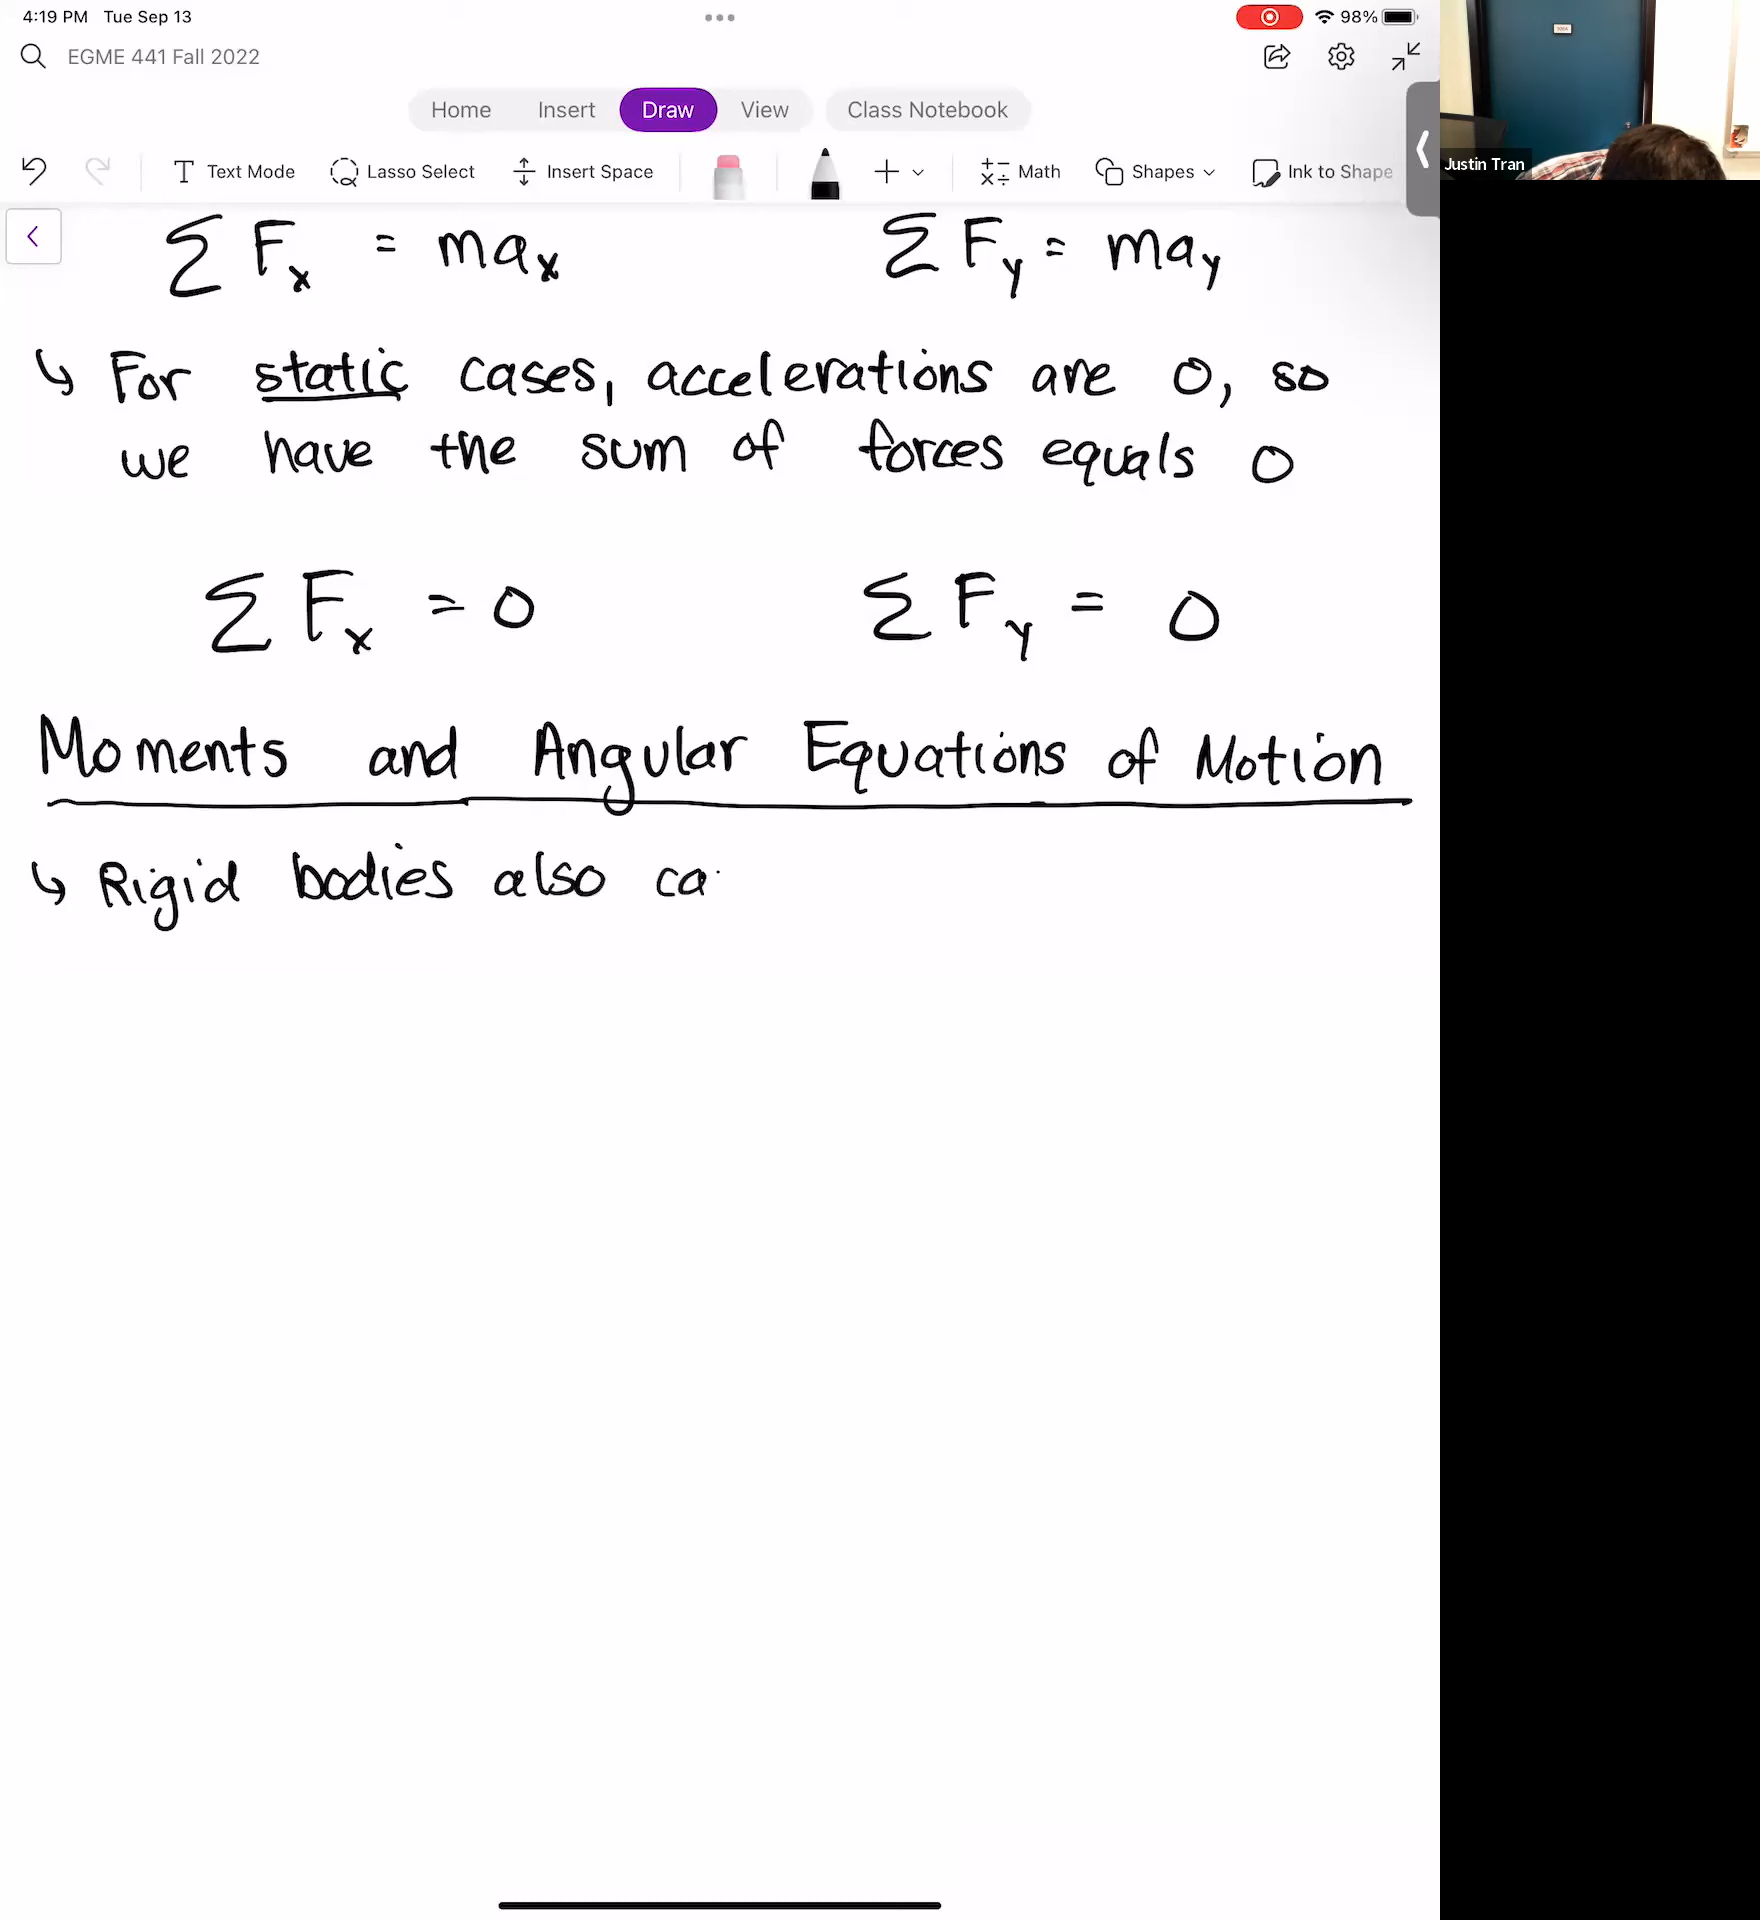 4:19 PM Tue Sep 13 98%
EGME 441 Fall 2022
Home Insert Draw View Class Notebook
Text Mode Lasso Select Insert Space Math Shapes Ink to Shape
Justin Tran
∑ Fx = max ∑ Fy = may
↳ For static cases, accelerations are 0, so
we have the sum of forces equals 0
∑ Fx = 0 ∑ Fy = 0
Moments and Angular Equations of Motion
↳ Rigid bodies also ca